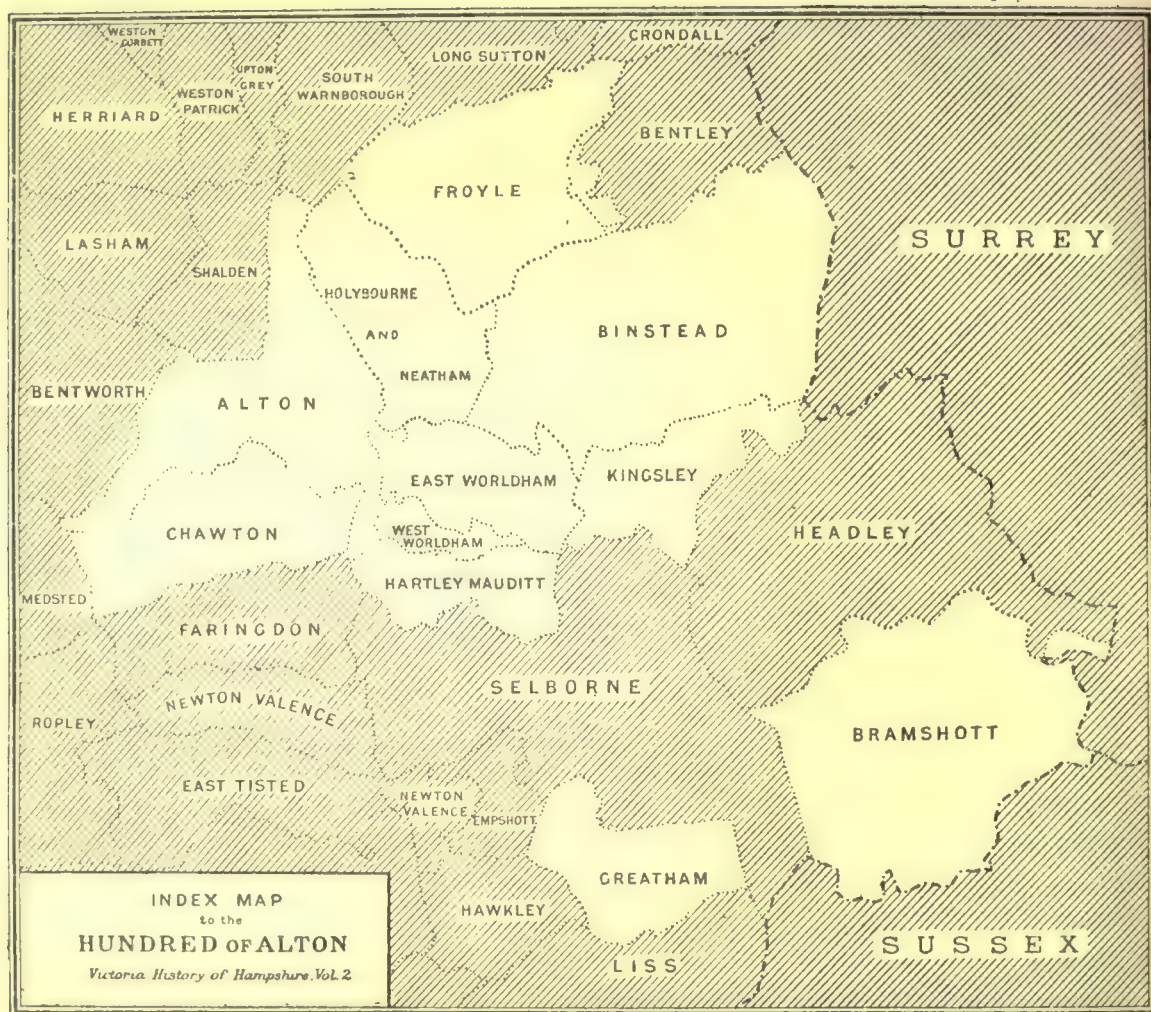 WESTON
CORBETT
WESTON
PATRICK
UPTON
GREY
SOUTH
WARNBOROUGH
LONG SUTTON
CRONDALL
HERRIARD
BENTLEY
FROYLE
LASHAM
SHALDEN
SURREY
HOLYBOURNE
AND
NEATHAM
BINSTEAD
BENTWORTH
ALTON
EAST WORLDHAM
KINGSLEY
CHAWTON
WEST
WORLDHAM
HEADLEY
HARTLEY MAUDITT
MEDSTED
FARINGDON
SELBORNE
NEWTON VALENCE
ROPLEY
BRAMSHOTT
EAST TISTED
NEWTON
VALENCE
EMPSHOTT
GREATHAM
HAWKLEY
LISS
SUSSEX
INDEX MAP
to the
HUNDRED OF ALTON
Victoria History of Hampshire, Vol. 2